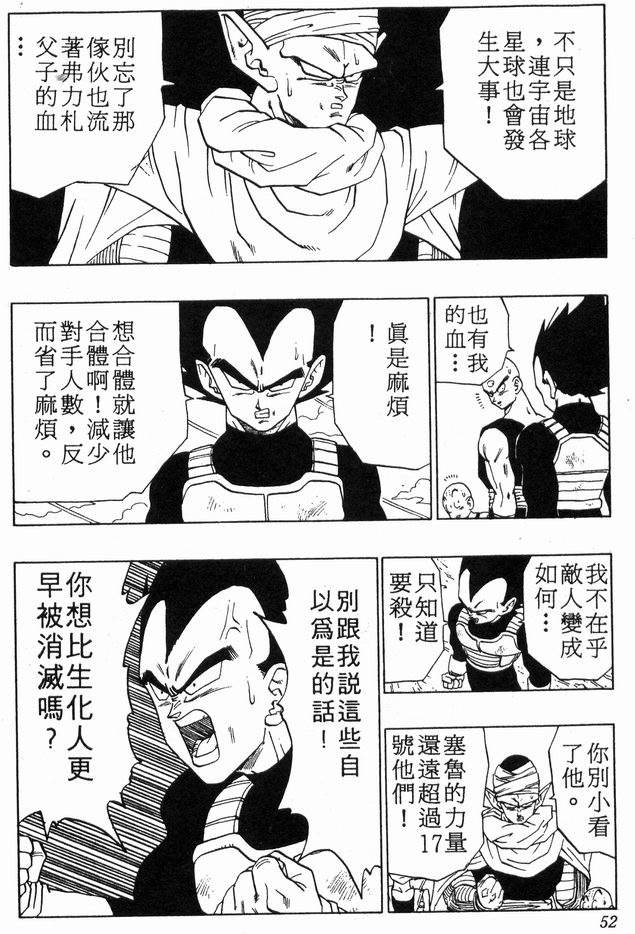 不只是地球
，連宇宙各
星球也會發
生大事！
別忘了那
傢伙也流
著弗力札
父子的血
…
也有我
的血…
眞是麻煩
！
想合體就讓他
合體啊！減少
對手人數，反
而省了麻煩。
我不在乎
敵人變成
如何…
只知道
要殺！
你別小看
了他。
塞魯的力量
還遠超過17
號他們！
別跟我說這些自
以爲是的話！
你想比生化人更
早被消滅嗎？
52